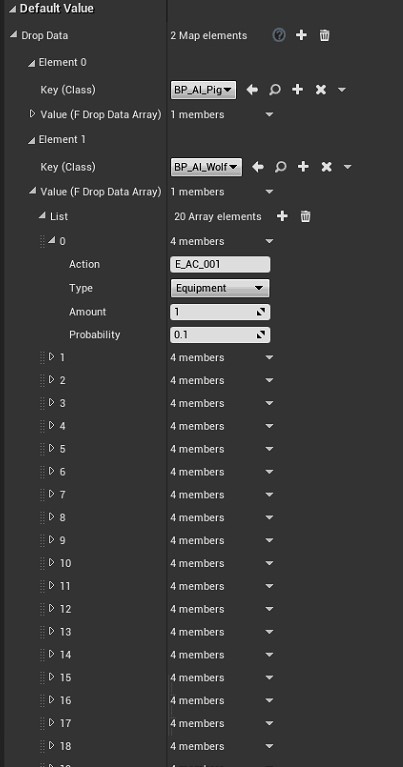 Default Value
Drop Data 2 Map elements ?
Element 0
Key (Class) BP_AI_Pig
Value (F Drop Data Array) 1 members
Element 1
Key (Class) BP_AI_Wolf
Value (F Drop Data Array) 1 members
List 20 Array elements
0 4 members
Action E_AC_001
Type Equipment
Amount 1
Probability 0.1
1 4 members
2 4 members
3 4 members
4 4 members
5 4 members
6 4 members
7 4 members
8 4 members
9 4 members
10 4 members
11 4 members
12 4 members
13 4 members
14 4 members
15 4 members
16 4 members
17 4 members
18 4 members